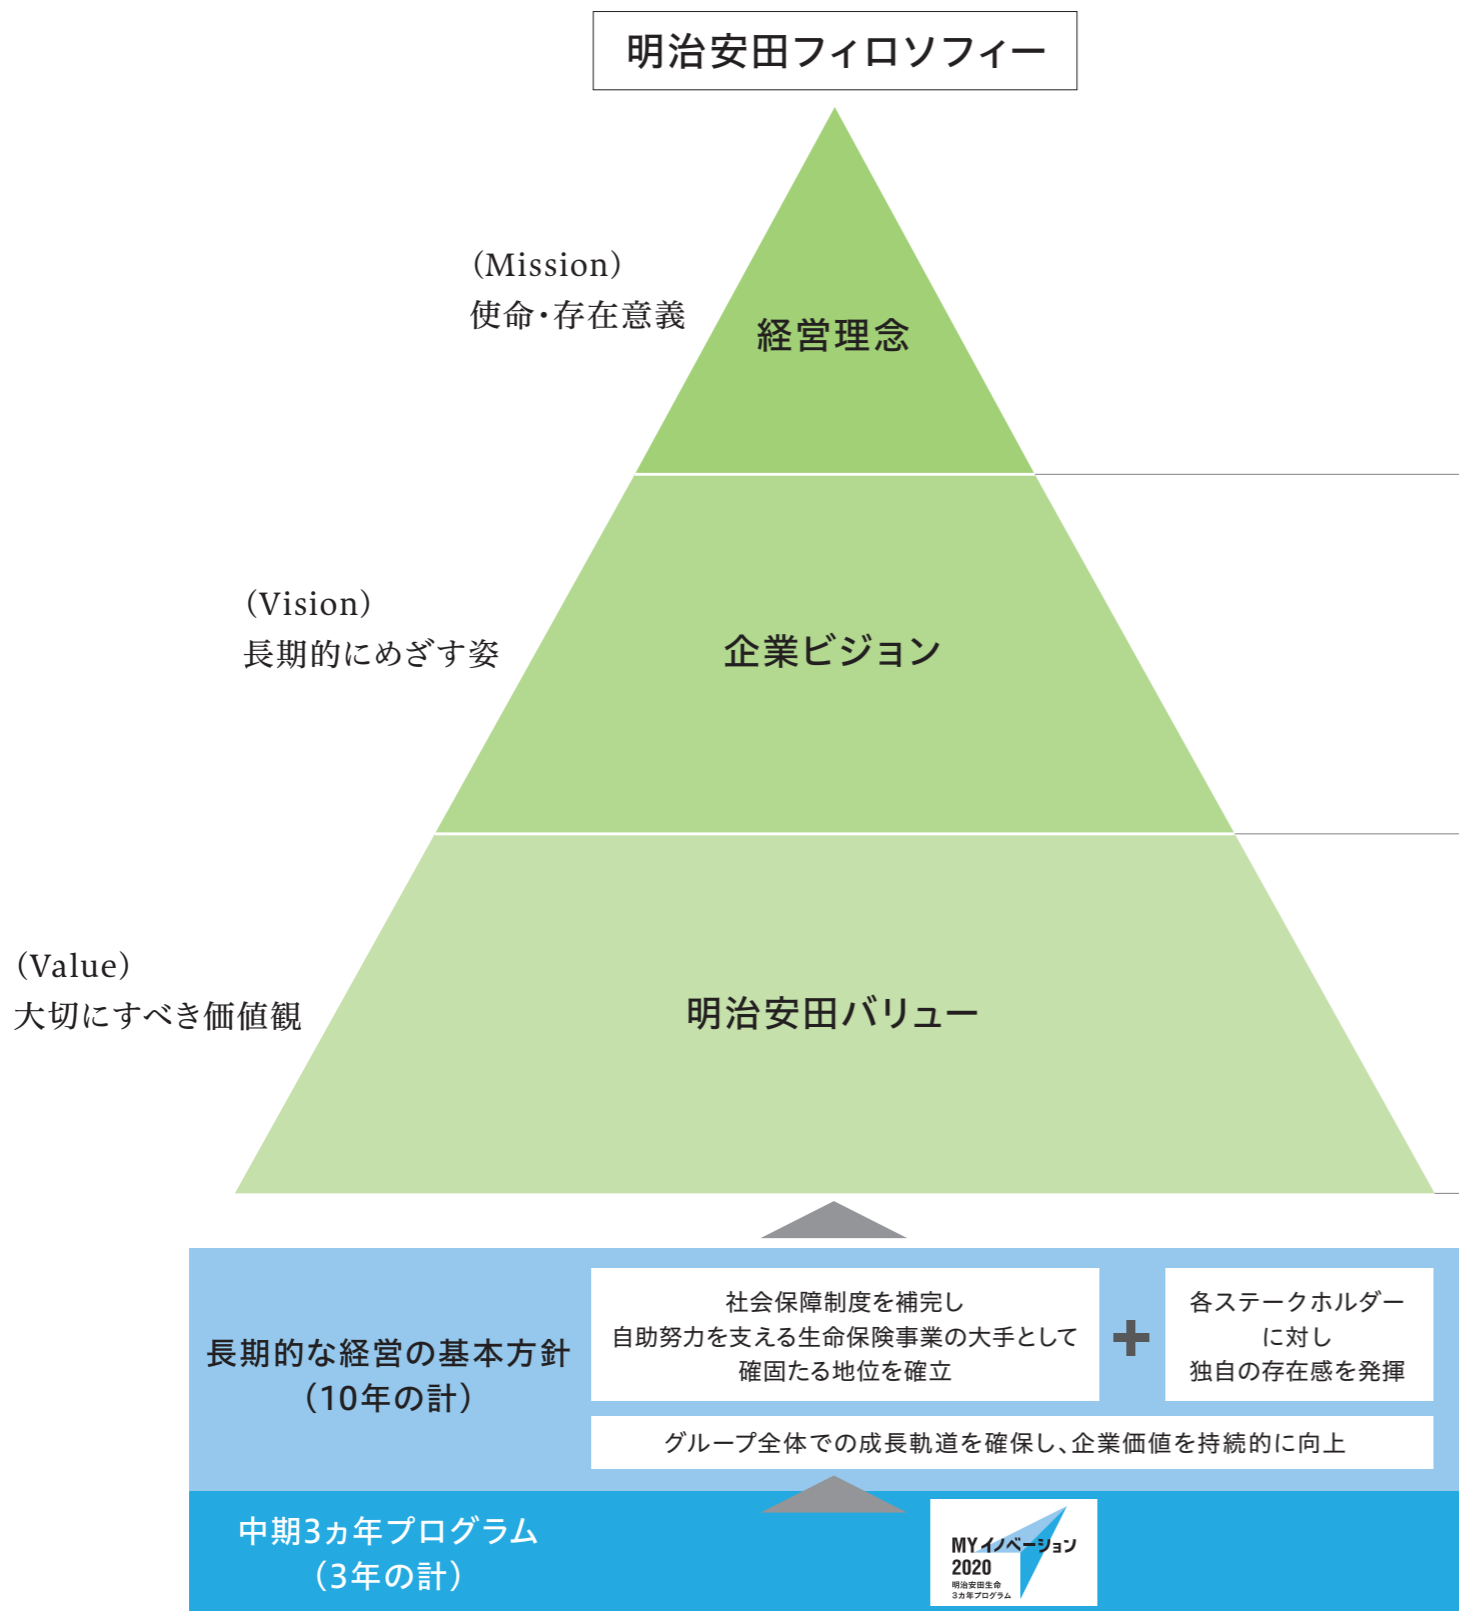 明治安田フィロソフィー
(Mission)
使命・存在意義
経営理念
(Vision)
長期的にめざす姿
企業ビジョン
(Value)
大切にすべき価値観
明治安田バリュー
長期的な経営の基本方針
(10年の計)
社会保障制度を補完し
自助努力を支える生命保険事業の大手として
確固たる地位を確立
+
各ステークホルダー
に対し
独自の存在感を発揮
グループ全体での成長軌道を確保し、企業価値を持続的に向上
中期3ヵ年プログラム
(3年の計)
MYイノベーション
2020
明治安田生命
3カ年プログラム